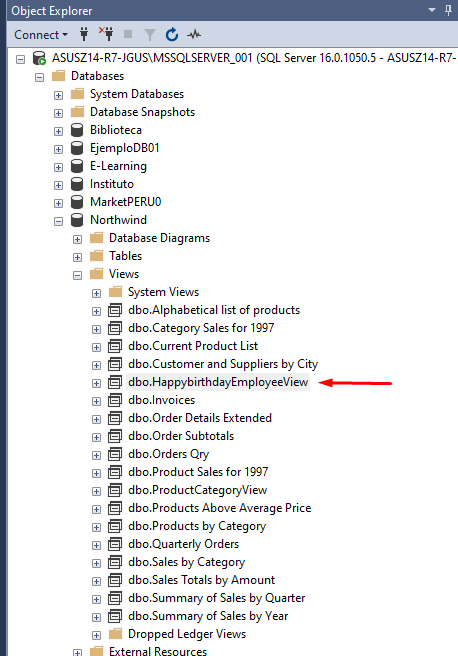 Object Explorer
Connect
ASUSZ14-R7-JGUS\MSSQLSERVER_001 (SQL Server 16.0.1050.5 - ASUSZ14-R7-
Databases
System Databases
Database Snapshots
Biblioteca
EjemploDB01
E-Learning
Instituto
MarketPERU0
Northwind
Database Diagrams
Tables
Views
System Views
dbo.Alphabetical list of products
dbo.Category Sales for 1997
dbo.Current Product List
dbo.Customer and Suppliers by City
dbo.HappybirthdayEmployeeView
dbo.Invoices
dbo.Order Details Extended
dbo.Order Subtotals
dbo.Orders Qry
dbo.Product Sales for 1997
dbo.ProductCategoryView
dbo.Products Above Average Price
dbo.Products by Category
dbo.Quarterly Orders
dbo.Sales by Category
dbo.Sales Totals by Amount
dbo.Summary of Sales by Quarter
dbo.Summary of Sales by Year
Dropped Ledger Views
External Resources